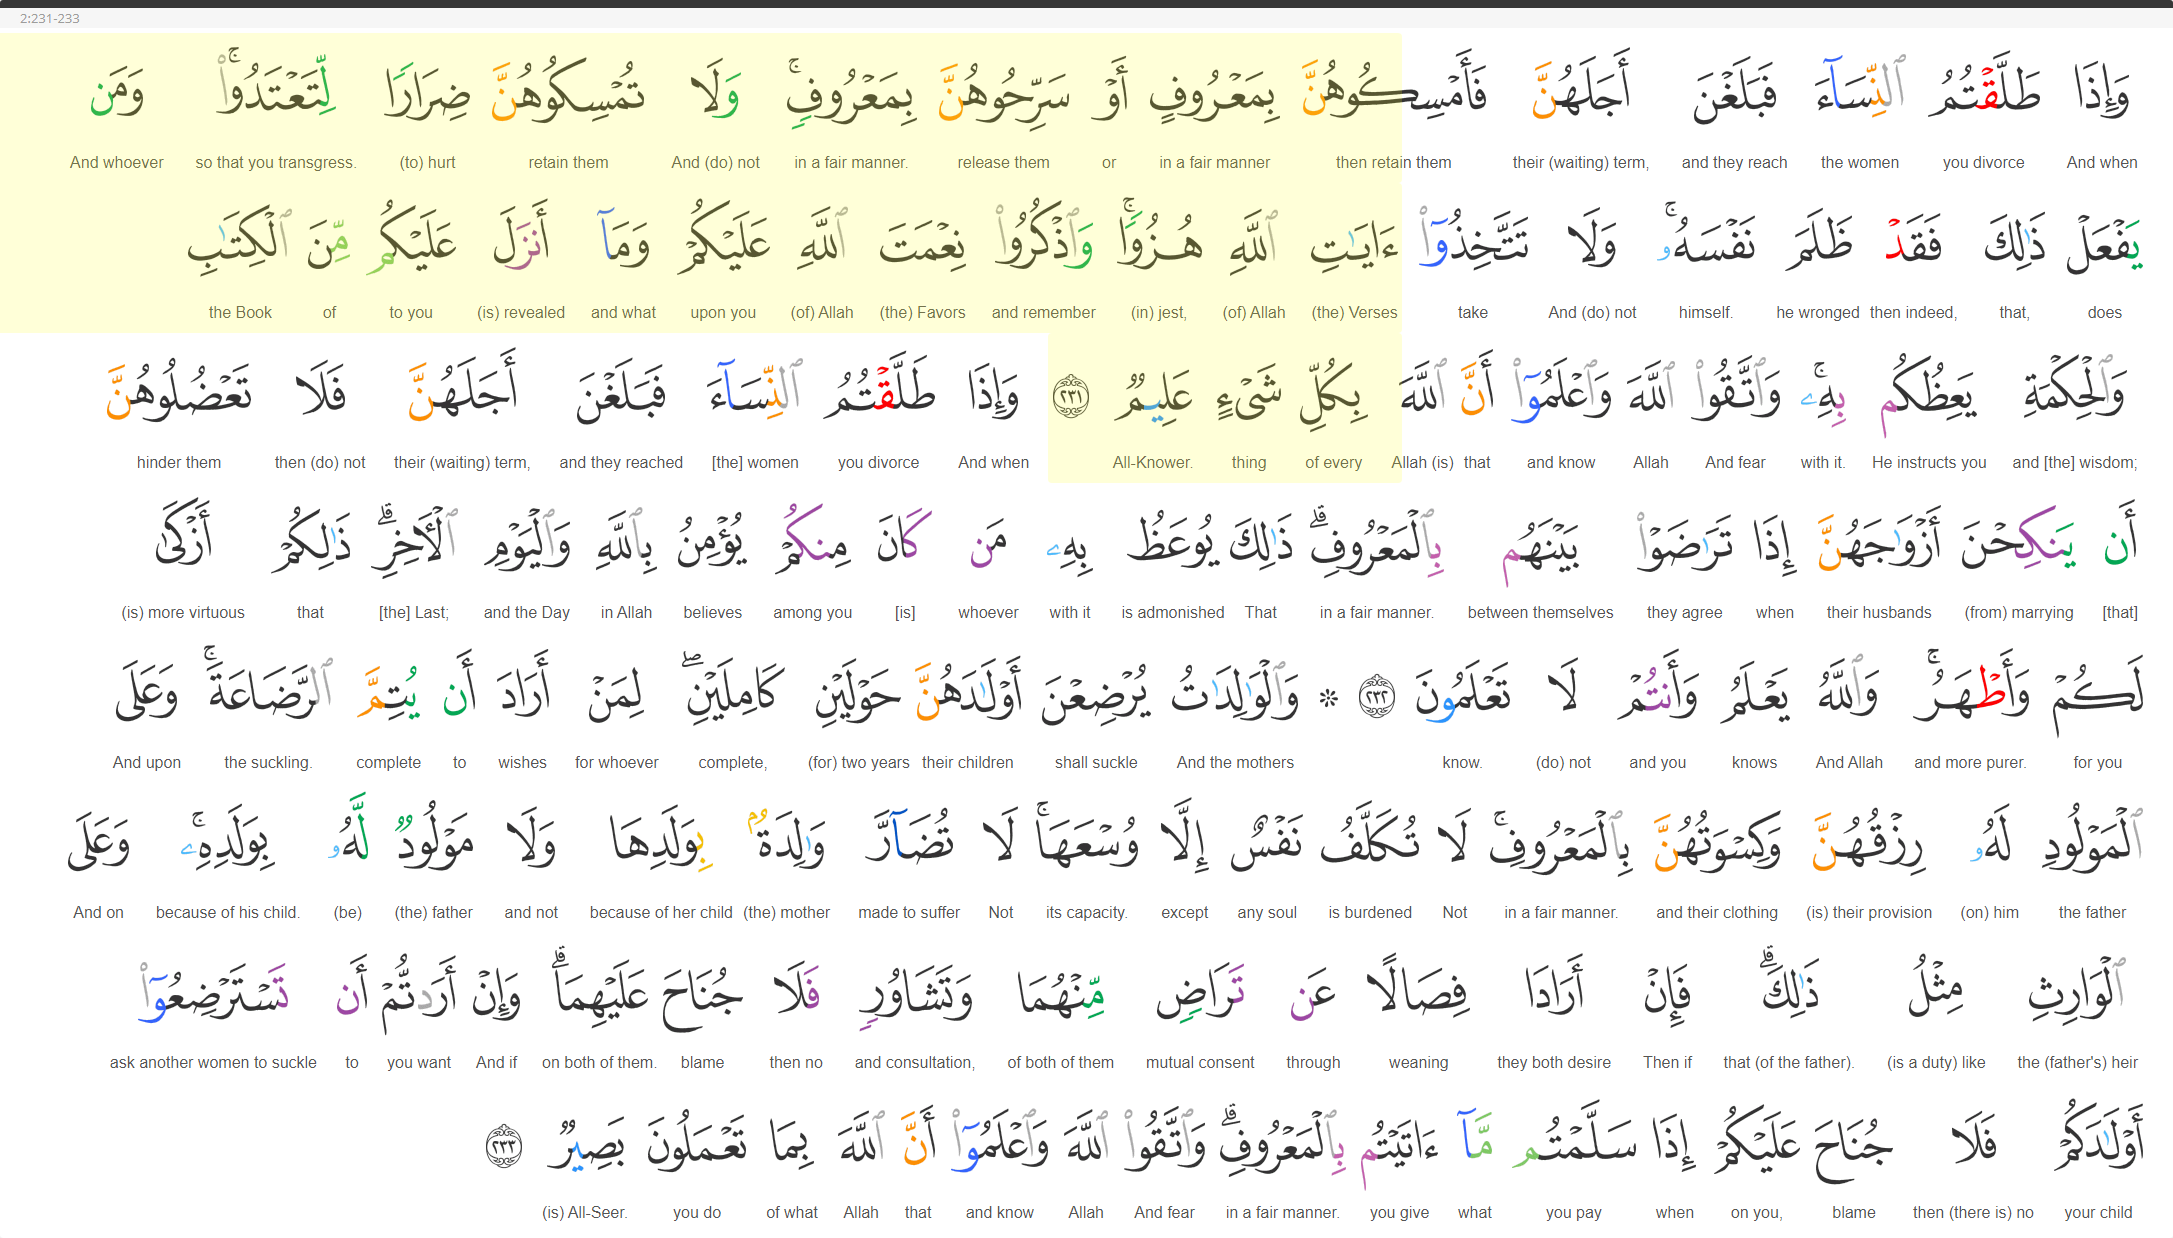 2:231-233
وَإِذَا طَلَّقْتُمُ ٱلنِّسَآءَ فَبَلَغْنَ أَجَلَهُنَّ فَأَمْسِكُوهُنَّ بِمَعْرُوفٍ أَوْ سَرِّحُوهُنَّ بِمَعْرُوفٍۚ وَلَا تُمْسِكُوهُنَّ ضِرَارًا لِّتَعْتَدُوا۟ۚ وَمَن
And when you divorce the women and they reach their (waiting) term, then retain them in a fair manner or release them in a fair manner. And (do) not retain them (to) hurt so that you transgress. And whoever
يَفْعَلْ ذَٰلِكَ فَقَدْ ظَلَمَ نَفْسَهُۥۚ وَلَا تَتَّخِذُوٓا۟ ءَايَـٰتِ ٱللَّهِ هُزُوًاۚ وَٱذْكُرُوا۟ نِعْمَتَ ٱللَّهِ عَلَيْكُمْ وَمَآ أَنزَلَ عَلَيْكُم مِّنَ ٱلْكِتَـٰبِ
does that, then indeed, he wronged himself. And (do) not take (the) Verses (of) Allah (in) jest, and remember (the) Favors (of) Allah upon you and what (is) revealed to you of the Book
وَٱلْحِكْمَةِ يَعِظُكُم بِهِۦۚ وَٱتَّقُوا۟ ٱللَّهَ وَٱعْلَمُوٓا۟ أَنَّ ٱللَّهَ بِكُلِّ شَىْءٍ عَلِيمٌ ٢٣١ وَإِذَا طَلَّقْتُمُ ٱلنِّسَآءَ فَبَلَغْنَ أَجَلَهُنَّ فَلَا تَعْضُلُوهُنَّ
and [the] wisdom; He instructs you with it. And fear Allah and know that Allah (is) of every thing All-Knower. And when you divorce [the] women and they reached their (waiting) term, then (do) not hinder them
أَن يَنكِحْنَ أَزْوَٰجَهُنَّ إِذَا تَرَٰضَوْا۟ بَيْنَهُم بِٱلْمَعْرُوفِۗ ذَٰلِكَ يُوعَظُ بِهِۦ مَن كَانَ مِنكُمْ يُؤْمِنُ بِٱللَّهِ وَٱلْيَوْمِ ٱلْـَٔاخِرِۗ ذَٰلِكُمْ أَزْكَىٰ
[that] (from) marrying their husbands when they agree between themselves in a fair manner. That is admonished with it whoever [is] among you believes in Allah and the Day [the] Last; that (is) more virtuous
لَكُمْ وَأَطْهَرُۚ وَٱللَّهُ يَعْلَمُ وَأَنتُمْ لَا تَعْلَمُونَ ٢٣٢ ۞ وَٱلْوَٰلِدَٰتُ يُرْضِعْنَ أَوْلَـٰدَهُنَّ حَوْلَيْنِ كَامِلَيْنِۖ لِمَنْ أَرَادَ أَن يُتِمَّ ٱلرَّضَاعَةَۚ وَعَلَى
for you and more purer. And Allah knows and you (do) not know. And the mothers shall suckle their children (for) two years complete, for whoever wishes to complete the suckling. And upon
ٱلْمَوْلُودِ لَهُۥ رِزْقُهُنَّ وَكِسْوَتُهُنَّ بِٱلْمَعْرُوفِۚ لَا تُكَلَّفُ نَفْسٌ إِلَّا وُسْعَهَاۚ لَا تُضَآرَّ وَٰلِدَةٌۢ بِوَلَدِهَا وَلَا مَوْلُودٌ لَّهُۥ بِوَلَدِهِۦۚ وَعَلَى
the father (on) him (is) their provision and their clothing in a fair manner. Not is burdened any soul except its capacity. Not made to suffer (the) mother because of her child and not (the) father (be) because of his child. And on
ٱلْوَارِثِ مِثْلُ ذَٰلِكَۗ فَإِنْ أَرَادَا فِصَالًا عَن تَرَاضٍ مِّنْهُمَا وَتَشَاوُرٍ فَلَا جُنَاحَ عَلَيْهِمَاۗ وَإِنْ أَرَدتُّمْ أَن تَسْتَرْضِعُوٓا۟
the (father's) heir (is a duty) like that (of the father). Then if they both desire weaning through mutual consent of both of them and consultation, then no blame on both of them. And if you want to ask another women to suckle
أَوْلَـٰدَكُمْ فَلَا جُنَاحَ عَلَيْكُمْ إِذَا سَلَّمْتُم مَّآ ءَاتَيْتُم بِٱلْمَعْرُوفِۗ وَٱتَّقُوا۟ ٱللَّهَ وَٱعْلَمُوٓا۟ أَنَّ ٱللَّهَ بِمَا تَعْمَلُونَ بَصِيرٌ ٢٣٣
your child then (there is) no blame on you, when you pay what you give in a fair manner. And fear Allah and know that Allah of what you do (is) All-Seer.